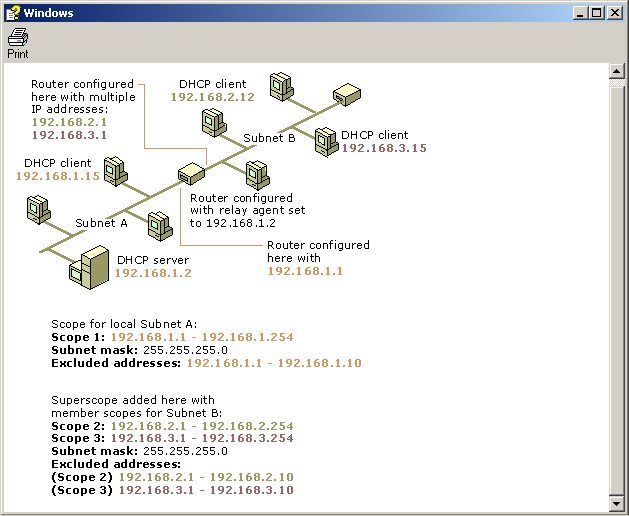 Windows
Print
Router configured
here with multiple
IP addresses:
192.168.2.1
192.168.3.1
DHCP client
192.168.2.12
DHCP client
192.168.3.15
Subnet B
DHCP client
192.168.1.15
Router configured
with relay agent set
to 192.168.1.2
Subnet A
Router configured
here with
192.168.1.1
DHCP server
192.168.1.2
Scope for local Subnet A:
Scope 1: 192.168.1.1 - 192.168.1.254
Subnet mask: 255.255.255.0
Excluded addresses: 192.168.1.1 - 192.168.1.10
Superscope added here with
member scopes for Subnet B:
Scope 2: 192.168.2.1 - 192.168.2.254
Scope 3: 192.168.3.1 - 192.168.3.254
Subnet mask: 255.255.255.0
Excluded addresses:
(Scope 2) 192.168.2.1 - 192.168.2.10
(Scope 3) 192.168.3.1 - 192.168.3.10